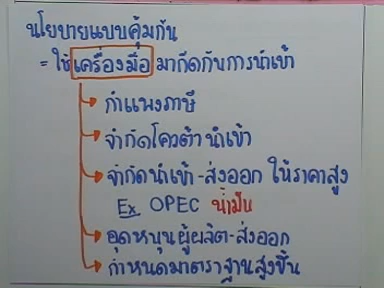 นโยบายแบบคุ้มกัน
= ใช้ เครื่องมือ มากีดกันการนำเข้า
กำแพงภาษี
จำกัดโควต้านำเข้า
จำกัดนำเข้า-ส่งออก ให้ราคาสูง
Ex. OPEC น้ำมัน
อุดหนุนผู้ผลิต-ส่งออก
กำหนดมาตราฐานสูงขึ้น